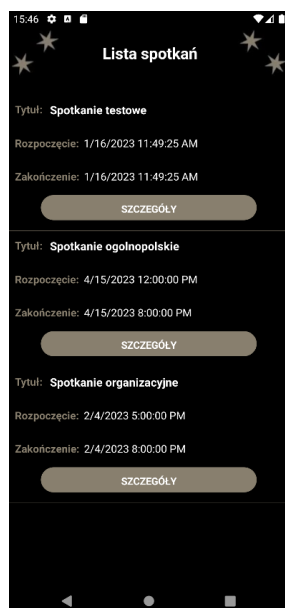 15:46
Lista spotkań
Tytuł: Spotkanie testowe
Rozpoczęcie: 1/16/2023 11:49:25 AM
Zakończenie: 1/16/2023 11:49:25 AM
SZCZEGÓŁY
Tytuł: Spotkanie ogolnopolskie
Rozpoczęcie: 4/15/2023 12:00:00 PM
Zakończenie: 4/15/2023 8:00:00 PM
SZCZEGÓŁY
Tytuł: Spotkanie organizacyjne
Rozpoczęcie: 2/4/2023 5:00:00 PM
Zakończenie: 2/4/2023 8:00:00 PM
SZCZEGÓŁY